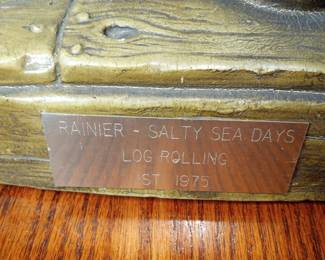 RAINIER - SALTY SEA DAYS
LOG ROLLING
1ST 1975